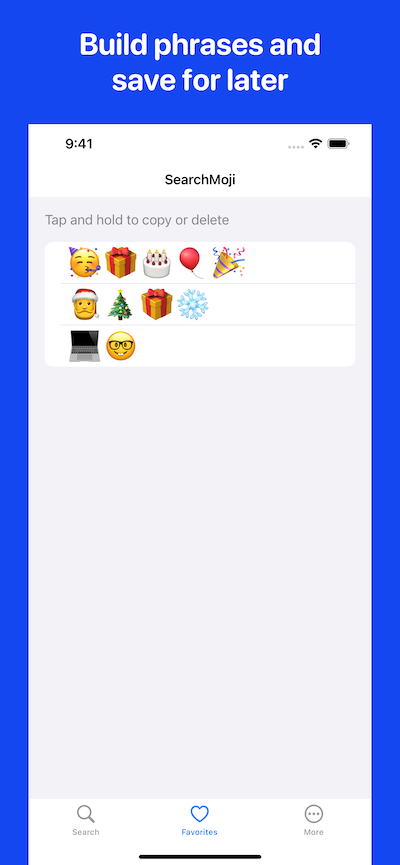 Build phrases and
save for later
9:41
SearchMoji
Tap and hold to copy or delete
🥳🎁🎂🎈🎉
🎅🎄🎁❄️
💻🤓
Search Favorites More